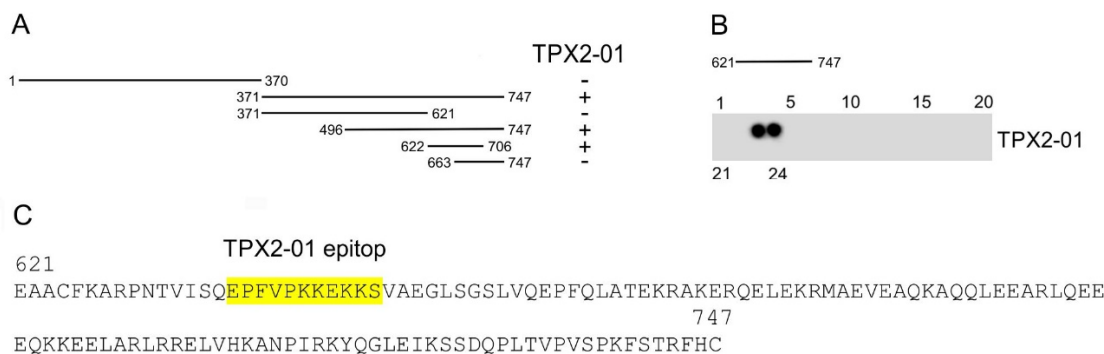 A
TPX2-01
1 370 -
371 747 +
371 621 -
496 747 +
622 706 +
663 747 -
B
621 747
1 5 10 15 20
TPX2-01
21 24
C
TPX2-01 epitop
621
EAACFKARPNTVISQEPFVPKKEKKSVAEGLSGSLVQEPFQLATEKRAKERQELEKRMAEVEAQKAQQLEEARLQEE
747
EQKKEELARLRRELVHKANPIRKYQGLEIKSSDQPLTVPVSPKFSTRFHC